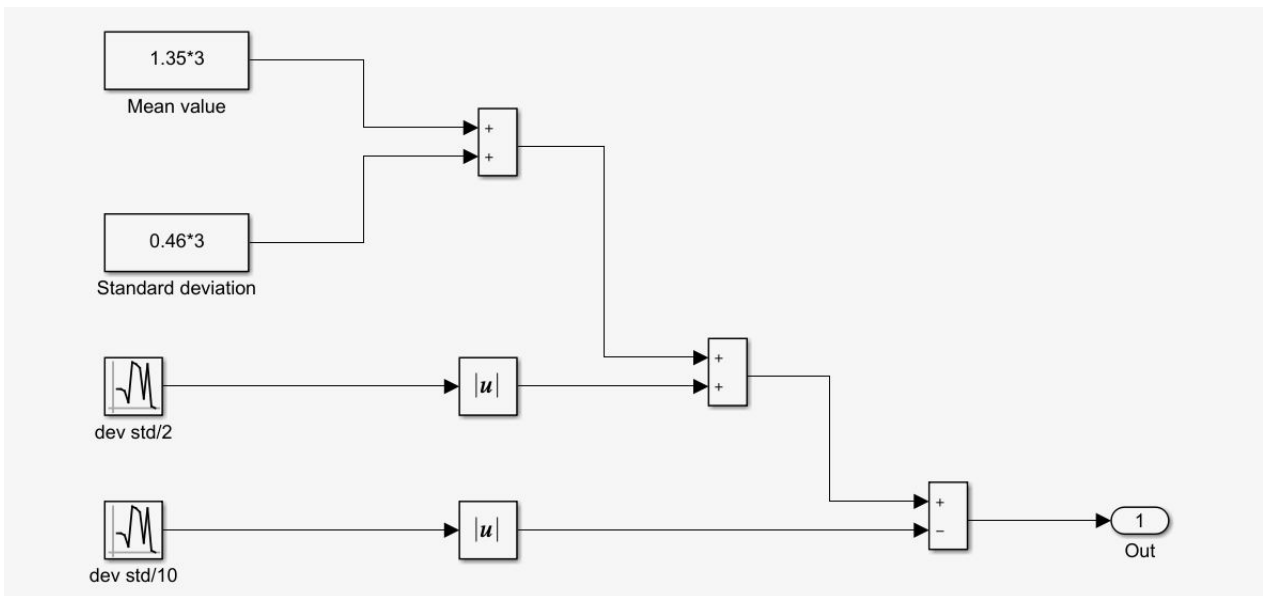 1.35*3
Mean value
+
+
0.46*3
Standard deviation
+
|u|
+
dev std/2
+
|u|
−
1
Out
dev std/10